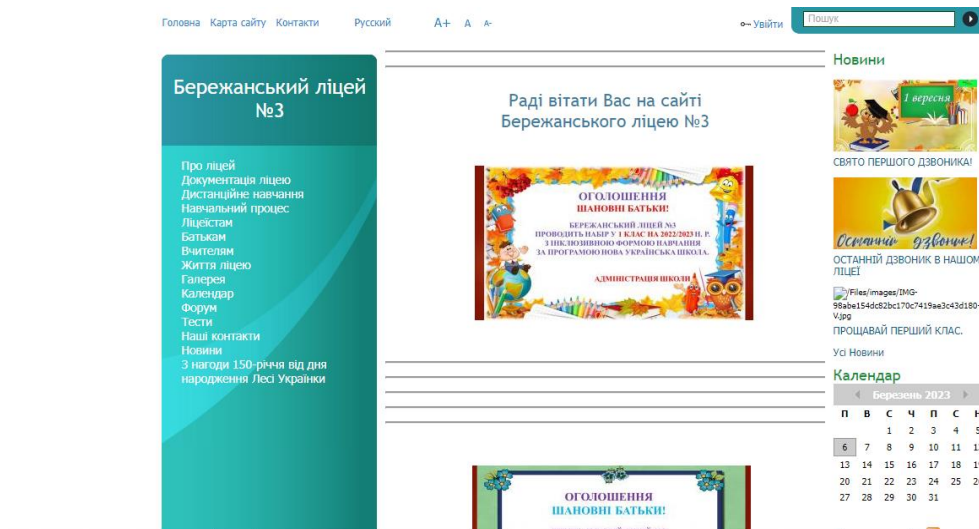 Головна Карта сайту Контакти Русский A+ A A- Увійти Пошук
Бережанський ліцей
№3
Про ліцей
Документація ліцею
Дистанційне навчання
Навчальний процес
Ліцеїстам
Батькам
Вчителям
Життя ліцею
Галерея
Календар
Форум
Тести
Наші контакти
Новини
З нагоди 150-річчя від дня
народження Лесі Українки
Раді вітати Вас на сайті
Бережанського ліцею №3
ОГОЛОШЕННЯ
ШАНОВНІ БАТЬКИ!
БЕРЕЖАНСЬКИЙ ЛІЦЕЙ №3
ПРОВОДИТЬ НАБІР У 1 КЛАС НА 2022/2023 Н. Р.
З ІНКЛЮЗИВНОЮ ФОРМОЮ НАВЧАННЯ
ЗА ПРОГРАМОЮ НОВА УКРАЇНСЬКА ШКОЛА.
АДМІНІСТРАЦІЯ ШКОЛИ
ОГОЛОШЕННЯ
ШАНОВНІ БАТЬКИ!
Новини
1 вересня
СВЯТО ПЕРШОГО ДЗВОНИКА!
Останній дзвоник!
ОСТАННІЙ ДЗВОНИК В НАШОМ
ЛІЦЕЇ
/Files/images/IMG-
98abe154dc82bc170c7419ae3c43d180-
V.jpg
ПРОЩАВАЙ ПЕРШИЙ КЛАС.
Усі Новини
Календар
Березень 2023
П В С Ч П С Н
1 2 3 4 5
6 7 8 9 10 11 12
13 14 15 16 17 18 19
20 21 22 23 24 25 26
27 28 29 30 31